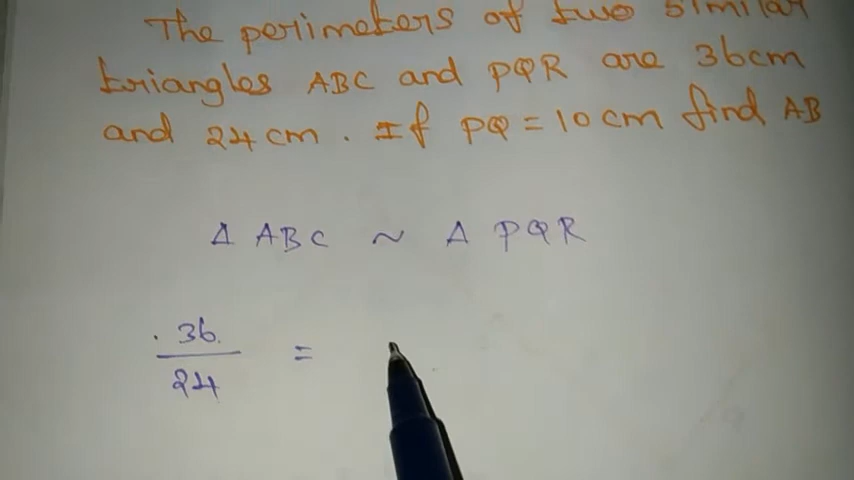 The perimeters of two similar
triangles ABC and PQR are 36cm
and 24 cm. If PQ = 10 cm find AB
Δ ABC ~ Δ PQR
36
24
=